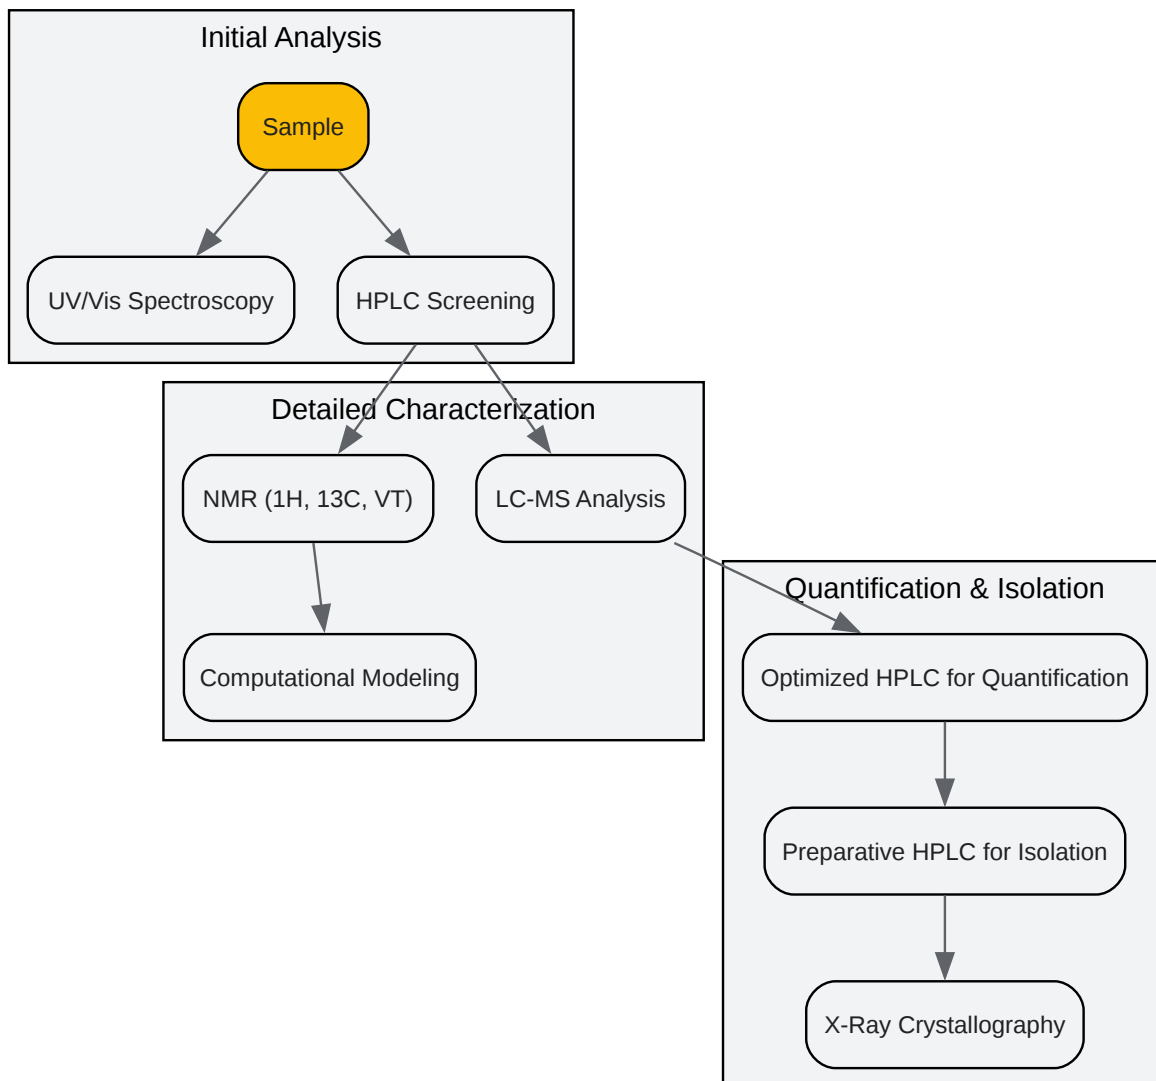 Initial Analysis
Sample
UV/Vis Spectroscopy
HPLC Screening
Detailed Characterization
NMR (1H, 13C, VT)
LC-MS Analysis
Computational Modeling
Quantification & Isolation
Optimized HPLC for Quantification
Preparative HPLC for Isolation
X-Ray Crystallography